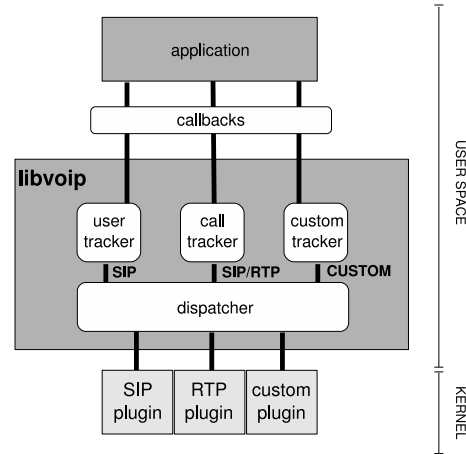 application
callbacks
libvoip
user
tracker
call
tracker
custom
tracker
SIP
SIP/RTP
CUSTOM
dispatcher
SIP
plugin
RTP
plugin
custom
plugin
USER SPACE
KERNEL